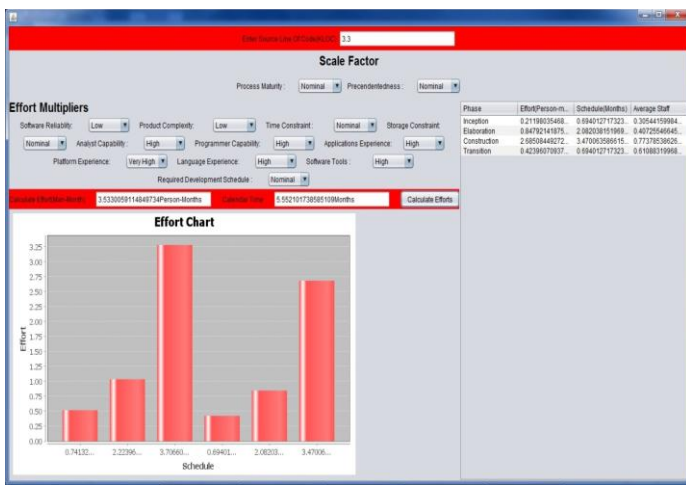 Enter Source Line Of Code(KLOC) 3.3
Scale Factor
Process Maturity : Nominal Precendentedness : Nominal
Effort Multipliers
Software Reliability: Low Product Complexity: Low Time Constraint : Nominal Storage Constraint:
Nominal Analyst Capability: High Programmer Capability: High Applications Experience: High
Platform Experience: Very High Language Experience: High Software Tools : High
Required Development Schedule : Nominal
Calculate Effort(Man-Month) 3.5330059114849734Person-Months Calendar Time 5.552101738585109Months Calculate Efforts
Phase Effort(Person-m... Schedule(Months) Average Staff
Inception 0.21198035468... 0.694012717323... 0.30544159984...
Elaboration 0.84792141875... 2.082038151969... 0.40725546645...
Construction 2.68508449272... 3.470063586615... 0.77378538626...
Transition 0.42396070937... 0.694012717323... 0.61088319968...
Effort Chart
3.25
3.00
2.75
2.50
2.25
2.00
1.75
1.50
1.25
1.00
0.75
0.50
0.25
0.00
Effort
0.74132... 2.22396... 3.70660... 0.69401... 2.08203... 3.47006...
Schedule